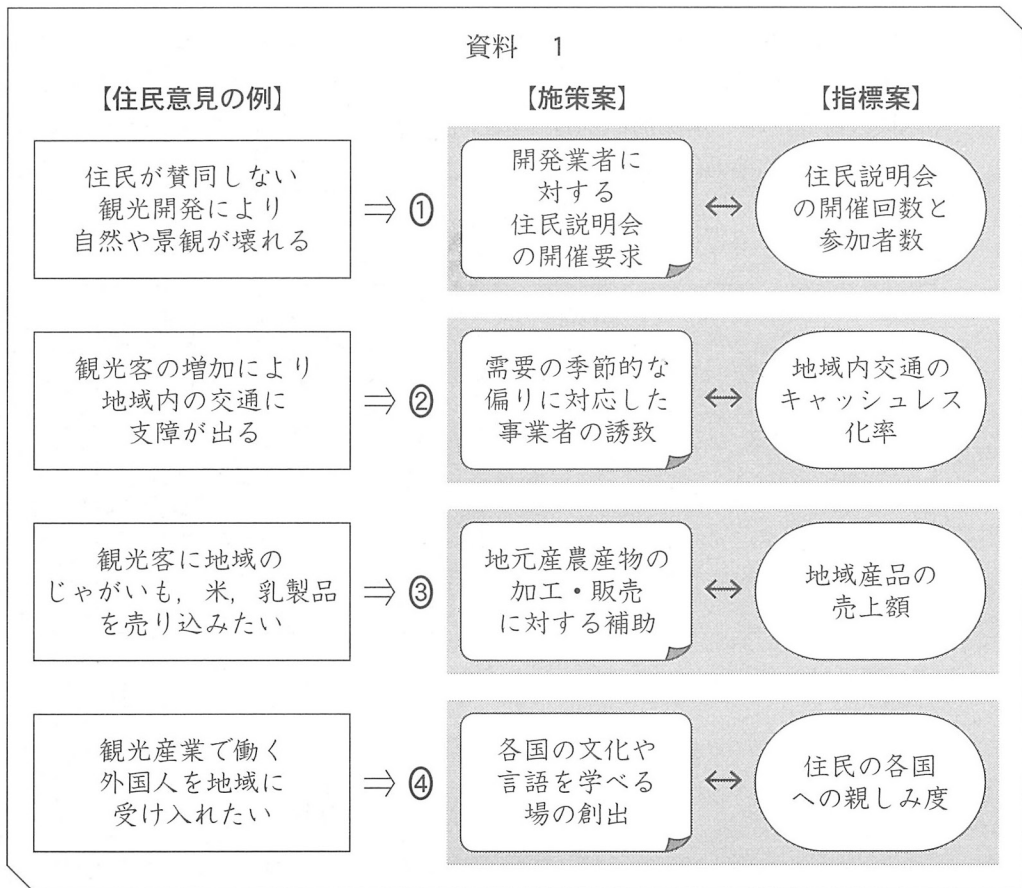 資料 1
【住民意見の例】
【施策案】
【指標案】
住民が賛同しない
観光開発により
自然や景観が壊れる
⇒ ①
開発業者に
対する
住民説明会
の開催要求
↔
住民説明会
の開催回数と
参加者数
観光客の増加により
地域内の交通に
支障が出る
⇒ ②
需要の季節的な
偏りに対応した
事業者の誘致
↔
地域内交通の
キャッシュレス
化率
観光客に地域の
じゃがいも,米,乳製品
を売り込みたい
⇒ ③
地元産農産物の
加工・販売
に対する補助
↔
地域産品の
売上額
観光産業で働く
外国人を地域に
受け入れたい
⇒ ④
各国の文化や
言語を学べる
場の創出
↔
住民の各国
への親しみ度